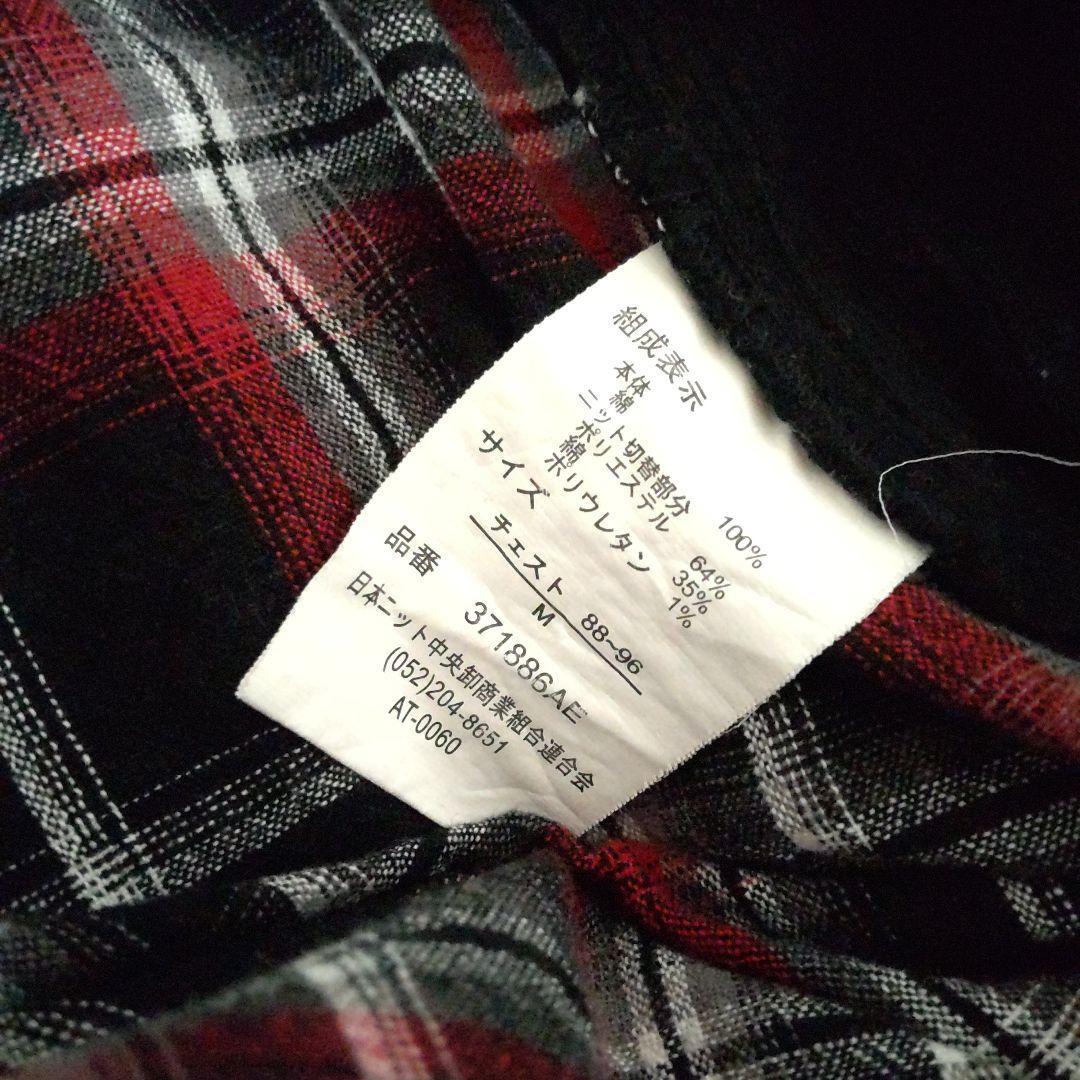 組成表示
本体
綿 100%
ニット切替部分
ポリエステル 64%
綿 35%
ポリウレタン 1%
サイズ
チェスト 88~96
M
品番 371886AE
日本ニット中央卸商業組合連合会
(052)204-8651
AT-0060